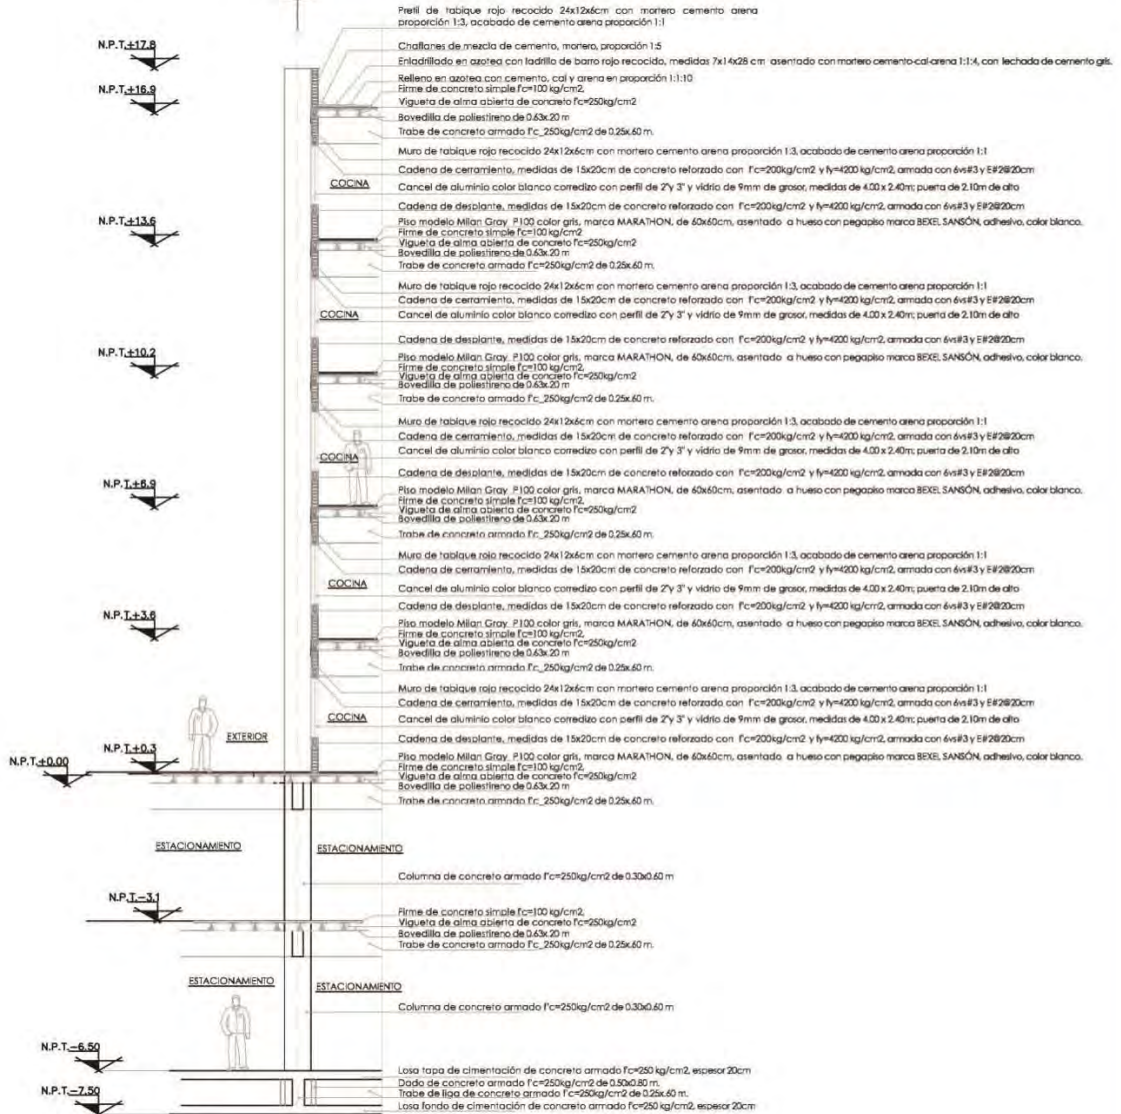 Pretil de tabique rojo recocido 24x12x6cm con mortero cemento arena
proporción 1:3, acabado de cemento arena proporción 1:1
N.P.T.+17.8
Chaflanes de mezcla de cemento, mortero, proporción 1:5
Enladrillado en azotea con ladrillo de barro rojo recocido, medidas 7x14x28 cm asentado con mortero cemento-cal-arena 1:1:4, con lechada de cemento gris.
Relleno en azotea con cemento, cal y arena en proporción 1:1:10
N.P.T.+16.9
Firme de concreto simple f'c=100 kg/cm2,
Vigueta de alma abierta de concreto f'c=250kg/cm2
Bovedilla de poliestireno de 0.63x.20 m
Trabe de concreto armado f'c_250kg/cm2 de 0.25x.60 m.
Muro de tabique rojo recocido 24x12x6cm con mortero cemento arena proporción 1:3, acabado de cemento arena proporción 1:1
Cadena de cerramiento, medidas de 15x20cm de concreto reforzado con f'c=200kg/cm2 y fy=4200 kg/cm2, armada con 6vs#3 y E#2@20cm
COCINA
Cancel de aluminio color blanco corredizo con perfil de 2"y 3" y vidrio de 9mm de grosor, medidas de 4.00 x 2.40m; puerta de 2.10m de alto
Cadena de desplante, medidas de 15x20cm de concreto reforzado con f'c=200kg/cm2 y fy=4200 kg/cm2, armada con 6vs#3 y E#2@20cm
N.P.T.+13.6
Piso modelo Milan Gray P100 color gris, marca MARATHON, de 60x60cm, asentado a hueso con pegapiso marca BEXEL SANSÓN, adhesivo, color blanco.
Firme de concreto simple f'c=100 kg/cm2
Vigueta de alma abierta de concreto f'c=250kg/cm2
Bovedilla de poliestireno de 0.63x.20 m
Trabe de concreto armado f'c=250kg/cm2 de 0.25x.60 m.
Muro de tabique rojo recocido 24x12x6cm con mortero cemento arena proporción 1:3, acabado de cemento arena proporción 1:1
Cadena de cerramiento, medidas de 15x20cm de concreto reforzado con f'c=200kg/cm2 y fy=4200 kg/cm2, armada con 6vs#3 y E#2@20cm
COCINA
Cancel de aluminio color blanco corredizo con perfil de 2"y 3" y vidrio de 9mm de grosor, medidas de 4.00 x 2.40m; puerta de 2.10m de alto
Cadena de desplante, medidas de 15x20cm de concreto reforzado con f'c=200kg/cm2 y fy=4200 kg/cm2, armada con 6vs#3 y E#2@20cm
N.P.T.+10.2
Piso modelo Milan Gray P100 color gris, marca MARATHON, de 60x60cm, asentado a hueso con pegapiso marca BEXEL SANSÓN, adhesivo, color blanco.
Firme de concreto simple f'c=100 kg/cm2,
Vigueta de alma abierta de concreto f'c=250kg/cm2
Bovedilla de poliestireno de 0.63x.20 m
Trabe de concreto armado f'c_250kg/cm2 de 0.25x.60 m.
Muro de tabique rojo recocido 24x12x6cm con mortero cemento arena proporción 1:3, acabado de cemento arena proporción 1:1
Cadena de cerramiento, medidas de 15x20cm de concreto reforzado con f'c=200kg/cm2 y fy=4200 kg/cm2, armada con 6vs#3 y E#2@20cm
COCINA
Cancel de aluminio color blanco corredizo con perfil de 2"y 3" y vidrio de 9mm de grosor, medidas de 4.00 x 2.40m; puerta de 2.10m de alto
Cadena de desplante, medidas de 15x20cm de concreto reforzado con f'c=200kg/cm2 y fy=4200 kg/cm2, armada con 6vs#3 y E#2@20cm
N.P.T.+6.9
Piso modelo Milan Gray P100 color gris, marca MARATHON, de 60x60cm, asentado a hueso con pegapiso marca BEXEL SANSÓN, adhesivo, color blanco.
Firme de concreto simple f'c=100 kg/cm2,
Vigueta de alma abierta de concreto f'c=250kg/cm2
Bovedilla de poliestireno de 0.63x.20 m
Trabe de concreto armado f'c_250kg/cm2 de 0.25x.60 m.
Muro de tabique rojo recocido 24x12x6cm con mortero cemento arena proporción 1:3, acabado de cemento arena proporción 1:1
Cadena de cerramiento, medidas de 15x20cm de concreto reforzado con f'c=200kg/cm2 y fy=4200 kg/cm2, armada con 6vs#3 y E#2@20cm
COCINA
Cancel de aluminio color blanco corredizo con perfil de 2"y 3" y vidrio de 9mm de grosor, medidas de 4.00 x 2.40m; puerta de 2.10m de alto
Cadena de desplante, medidas de 15x20cm de concreto reforzado con f'c=200kg/cm2 y fy=4200 kg/cm2, armada con 6vs#3 y E#2@20cm
N.P.T.+3.6
Piso modelo Milan Gray P100 color gris, marca MARATHON, de 60x60cm, asentado a hueso con pegapiso marca BEXEL SANSÓN, adhesivo, color blanco.
Firme de concreto simple f'c=100 kg/cm2,
Vigueta de alma abierta de concreto f'c=250kg/cm2
Bovedilla de poliestireno de 0.63x.20 m
Trabe de concreto armado f'c_250kg/cm2 de 0.25x.60 m.
Muro de tabique rojo recocido 24x12x6cm con mortero cemento arena proporción 1:3, acabado de cemento arena proporción 1:1
Cadena de cerramiento, medidas de 15x20cm de concreto reforzado con f'c=200kg/cm2 y fy=4200 kg/cm2, armada con 6vs#3 y E#2@20cm
COCINA
Cancel de aluminio color blanco corredizo con perfil de 2"y 3" y vidrio de 9mm de grosor, medidas de 4.00 x 2.40m; puerta de 2.10m de alto
EXTERIOR
Cadena de desplante, medidas de 15x20cm de concreto reforzado con f'c=200kg/cm2 y fy=4200 kg/cm2, armada con 6vs#3 y E#2@20cm
N.P.T.+0.3
N.P.T.+0.00
Piso modelo Milan Gray P100 color gris, marca MARATHON, de 60x60cm, asentado a hueso con pegapiso marca BEXEL SANSÓN, adhesivo, color blanco.
Firme de concreto simple f'c=100 kg/cm2,
Vigueta de alma abierta de concreto f'c=250kg/cm2
Bovedilla de poliestireno de 0.63x.20 m
Trabe de concreto armado f'c_250kg/cm2 de 0.25x.60 m.
ESTACIONAMIENTO
ESTACIONAMIENTO
Columna de concreto armado f'c=250kg/cm2 de 0.30x0.60 m
N.P.T.-3.1
Firme de concreto simple f'c=100 kg/cm2,
Vigueta de alma abierta de concreto f'c=250kg/cm2
Bovedilla de poliestireno de 0.63x.20 m
Trabe de concreto armado f'c_250kg/cm2 de 0.25x.60 m.
ESTACIONAMIENTO
ESTACIONAMIENTO
Columna de concreto armado f'c=250kg/cm2 de 0.30x0.60 m
N.P.T.-6.50
Losa tapa de cimentación de concreto armado f'c=250 kg/cm2, espesor 20cm
Dado de concreto armado f'c=250kg/cm2 de 0.50x0.80 m.
N.P.T.-7.50
Trabe de liga de concreto armado f'c=250kg/cm2 de 0.25x.60 m.
Losa fondo de cimentación de concreto armado f'c=250 kg/cm2, espesor 20cm